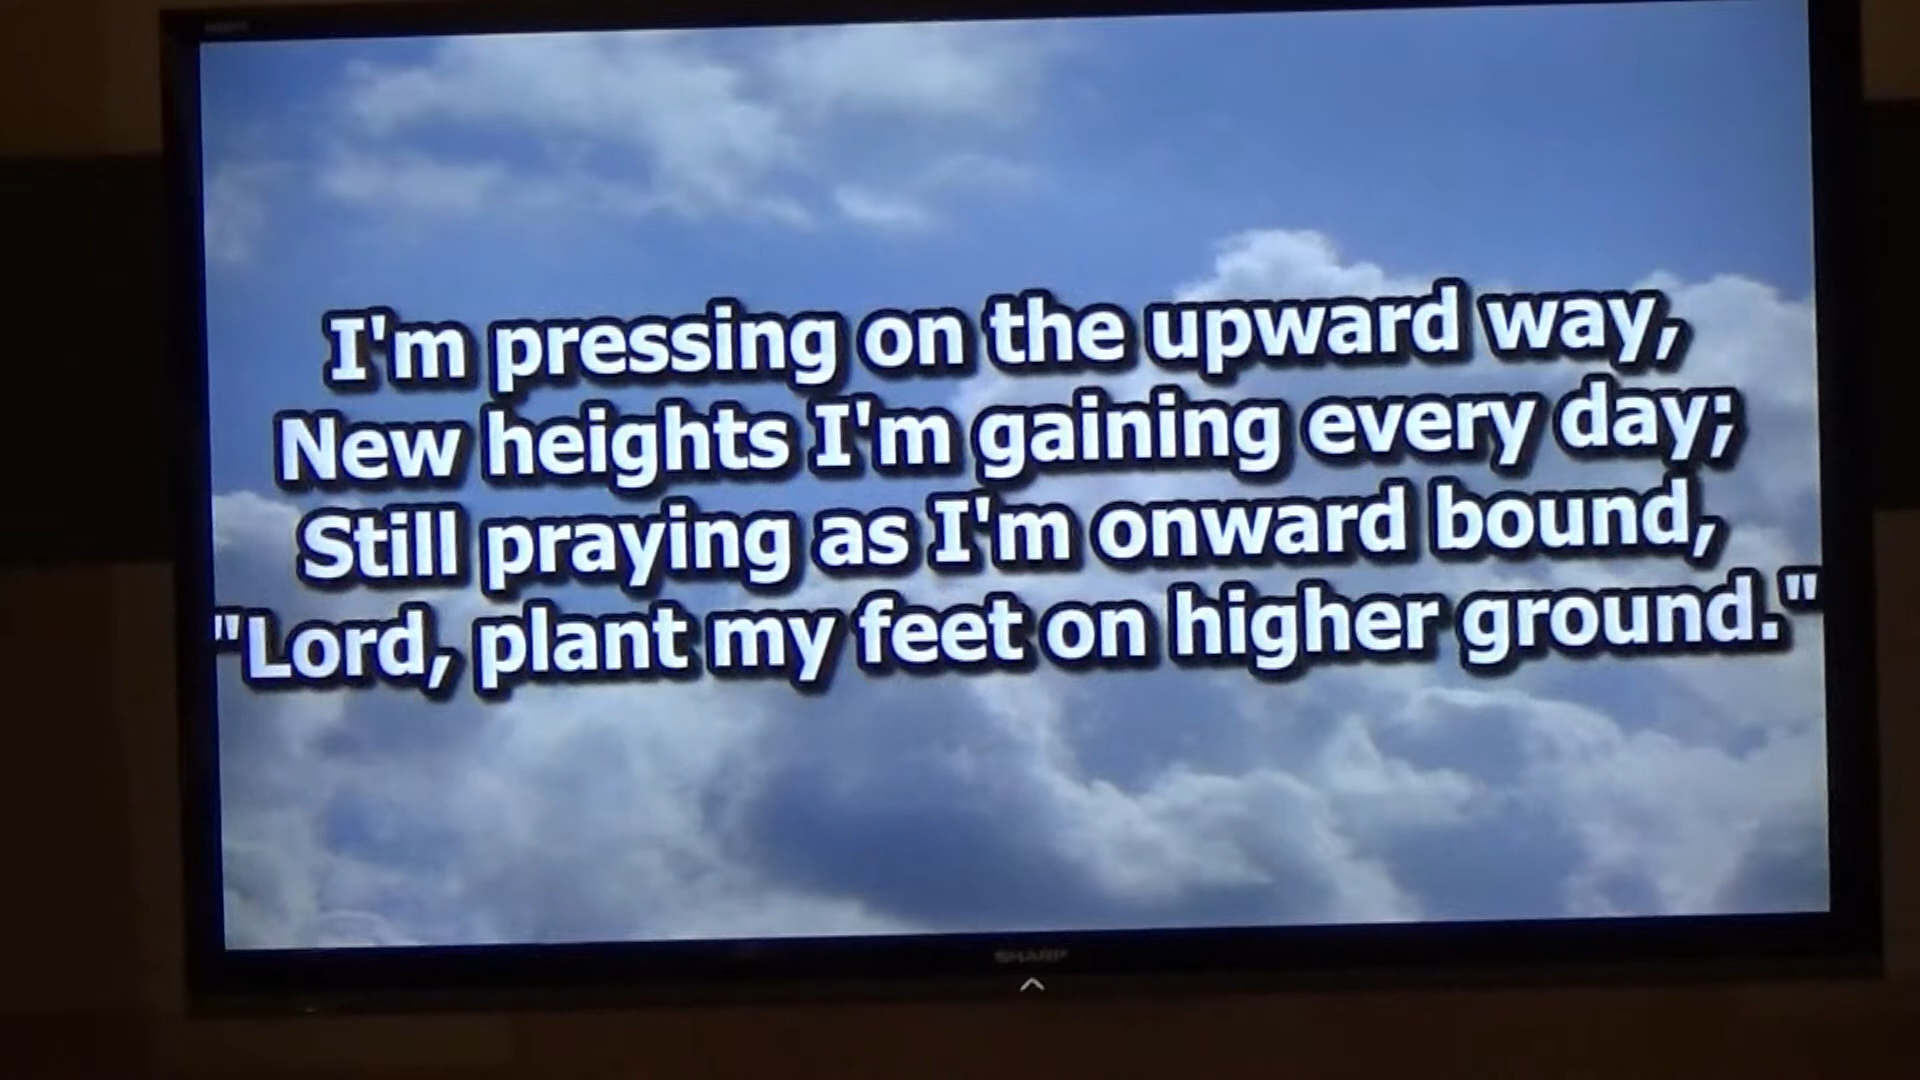 I'm pressing on the upward way,
New heights I'm gaining every day;
Still praying as I'm onward bound,
"Lord, plant my feet on higher ground."
SHARP